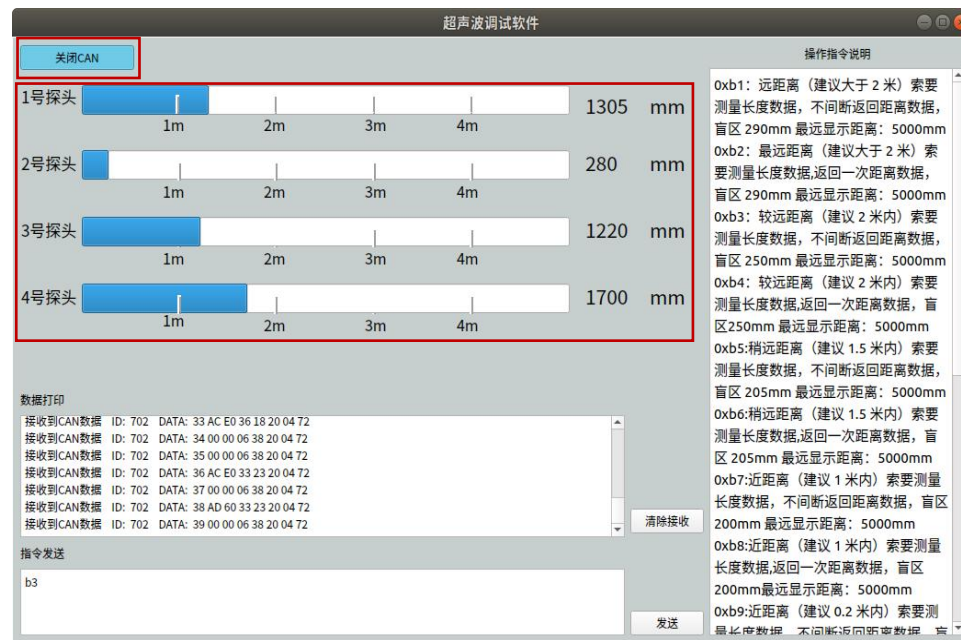 超声波调试软件
关闭CAN
1号探头 1305 mm
1m 2m 3m 4m
2号探头 280 mm
1m 2m 3m 4m
3号探头 1220 mm
1m 2m 3m 4m
4号探头 1700 mm
1m 2m 3m 4m
数据打印
接收到CAN数据 ID: 702 DATA: 33 AC E0 36 18 20 04 72
接收到CAN数据 ID: 702 DATA: 34 00 00 06 38 20 04 72
接收到CAN数据 ID: 702 DATA: 35 00 00 06 38 20 04 72
接收到CAN数据 ID: 702 DATA: 36 AC E0 33 23 20 04 72
接收到CAN数据 ID: 702 DATA: 37 00 00 06 38 20 04 72
接收到CAN数据 ID: 702 DATA: 38 AD 60 33 23 20 04 72
接收到CAN数据 ID: 702 DATA: 39 00 00 06 38 20 04 72
清除接收
指令发送
b3
发送
操作指令说明
0xb1：远距离（建议大于 2 米）索要
测量长度数据，不间断返回距离数据，
盲区 290mm 最远显示距离：5000mm
0xb2：最远距离（建议大于 2 米）索
要测量长度数据,返回一次距离数据，
盲区 290mm 最远显示距离：5000mm
0xb3：较远距离（建议 2 米内）索要
测量长度数据，不间断返回距离数据，
盲区 250mm 最远显示距离：5000mm
0xb4：较远距离（建议 2 米内）索要
测量长度数据,返回一次距离数据，盲
区250mm 最远显示距离：5000mm
0xb5:稍远距离（建议 1.5 米内）索要
测量长度数据，不间断返回距离数据，
盲区 205mm 最远显示距离：5000mm
0xb6:稍远距离（建议 1.5 米内）索要
测量长度数据,返回一次距离数据，盲
区 205mm 最远显示距离：5000mm
0xb7:近距离（建议 1 米内）索要测量
长度数据，不间断返回距离数据，盲区
200mm 最远显示距离：5000mm
0xb8:近距离（建议 1 米内）索要测量
长度数据,返回一次距离数据，盲区
200mm最远显示距离：5000mm
0xb9:近距离（建议 0.2 米内）索要测
量长度数据，不间断返回距离数据，盲